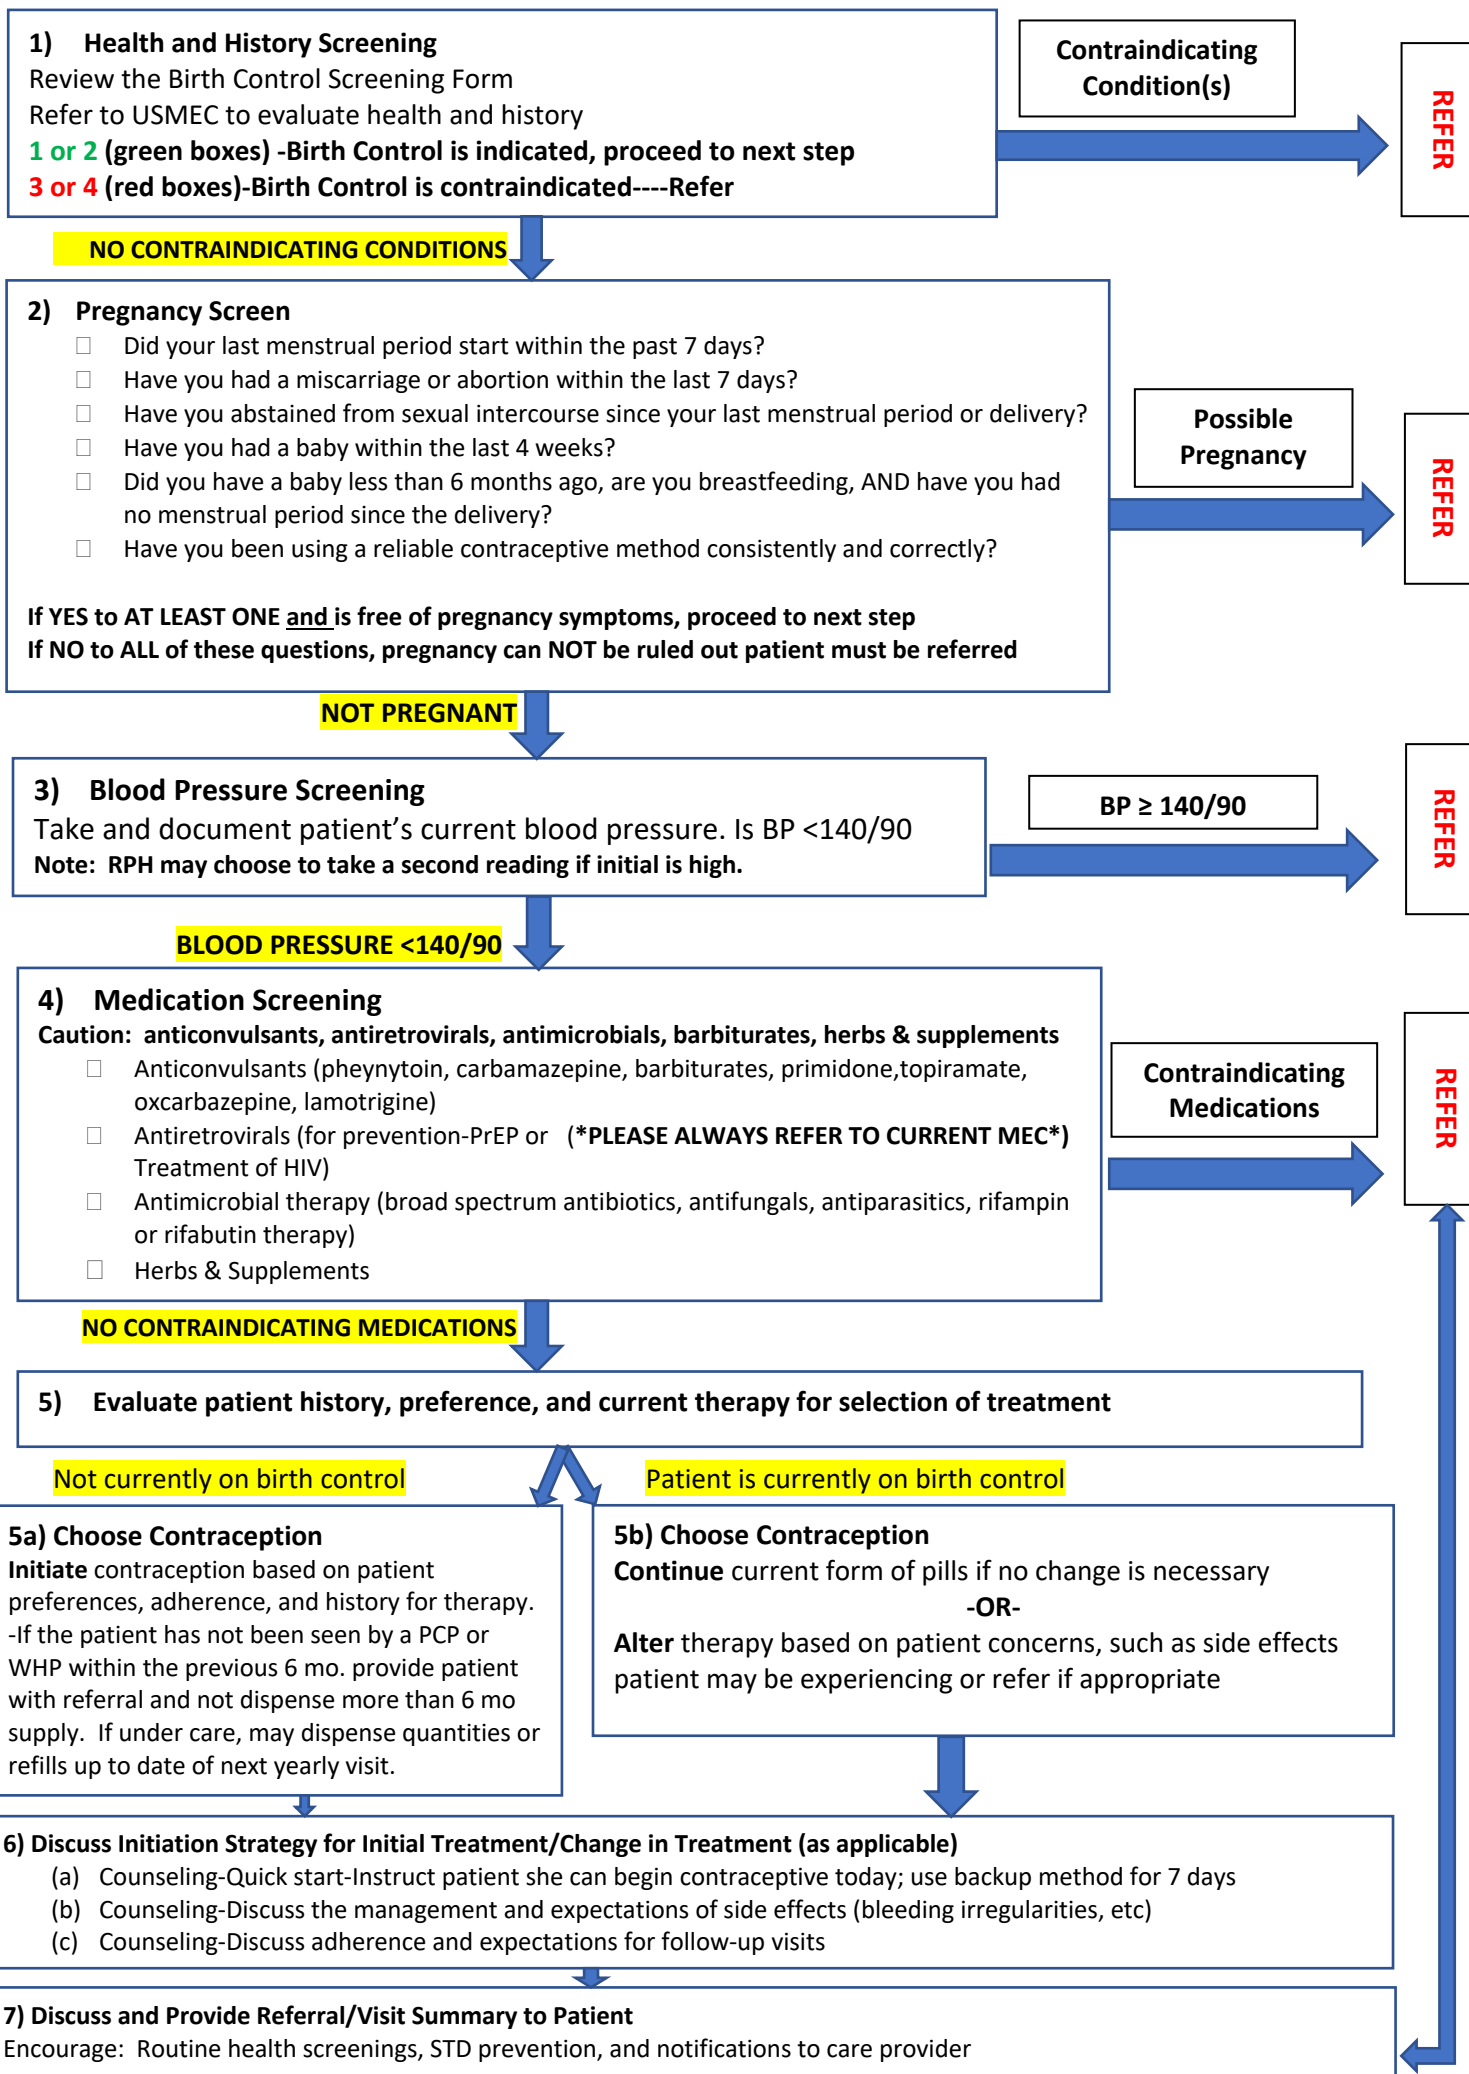 1) Health and History Screening
Review the Birth Control Screening Form
Refer to USMEC to evaluate health and history
1 or 2 (green boxes) -Birth Control is indicated, proceed to next step
3 or 4 (red boxes)-Birth Control is contraindicated----Refer
Contraindicating
Condition(s)
REFER
NO CONTRAINDICATING CONDITIONS
2) Pregnancy Screen
☐ Did your last menstrual period start within the past 7 days?
☐ Have you had a miscarriage or abortion within the last 7 days?
☐ Have you abstained from sexual intercourse since your last menstrual period or delivery?
☐ Have you had a baby within the last 4 weeks?
☐ Did you have a baby less than 6 months ago, are you breastfeeding, AND have you had
no menstrual period since the delivery?
☐ Have you been using a reliable contraceptive method consistently and correctly?
If YES to AT LEAST ONE and is free of pregnancy symptoms, proceed to next step
If NO to ALL of these questions, pregnancy can NOT be ruled out patient must be referred
Possible
Pregnancy
REFER
NOT PREGNANT
3) Blood Pressure Screening
Take and document patient's current blood pressure. Is BP <140/90
Note: RPH may choose to take a second reading if initial is high.
BP ≥ 140/90
REFER
BLOOD PRESSURE <140/90
4) Medication Screening
Caution: anticonvulsants, antiretrovirals, antimicrobials, barbiturates, herbs & supplements
☐ Anticonvulsants (pheynytoin, carbamazepine, barbiturates, primidone,topiramate,
oxcarbazepine, lamotrigine)
☐ Antiretrovirals (for prevention-PrEP or (*PLEASE ALWAYS REFER TO CURRENT MEC*)
Treatment of HIV)
☐ Antimicrobial therapy (broad spectrum antibiotics, antifungals, antiparasitics, rifampin
or rifabutin therapy)
☐ Herbs & Supplements
Contraindicating
Medications
REFER
NO CONTRAINDICATING MEDICATIONS
5) Evaluate patient history, preference, and current therapy for selection of treatment
Not currently on birth control
Patient is currently on birth control
5a) Choose Contraception
Initiate contraception based on patient
preferences, adherence, and history for therapy.
-If the patient has not been seen by a PCP or
WHP within the previous 6 mo. provide patient
with referral and not dispense more than 6 mo
supply. If under care, may dispense quantities or
refills up to date of next yearly visit.
5b) Choose Contraception
Continue current form of pills if no change is necessary
-OR-
Alter therapy based on patient concerns, such as side effects
patient may be experiencing or refer if appropriate
6) Discuss Initiation Strategy for Initial Treatment/Change in Treatment (as applicable)
(a) Counseling-Quick start-Instruct patient she can begin contraceptive today; use backup method for 7 days
(b) Counseling-Discuss the management and expectations of side effects (bleeding irregularities, etc)
(c) Counseling-Discuss adherence and expectations for follow-up visits
7) Discuss and Provide Referral/Visit Summary to Patient
Encourage: Routine health screenings, STD prevention, and notifications to care provider